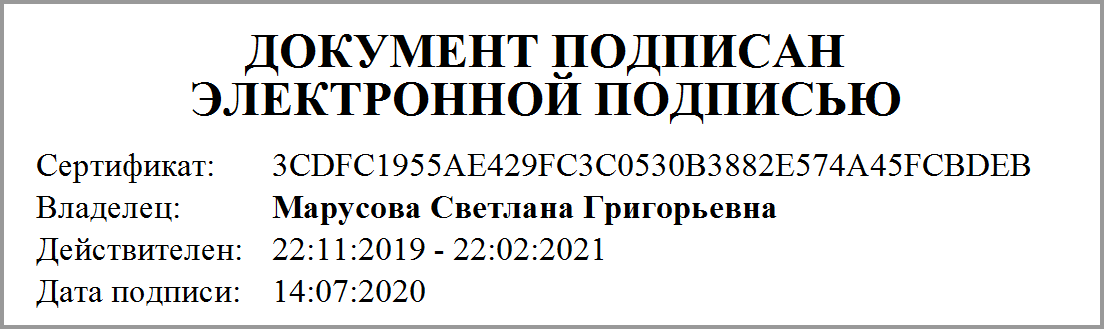 ДОКУМЕНТ ПОДПИСАН
ЭЛЕКТРОННОЙ ПОДПИСЬЮ
Сертификат: 3CDFC1955AE429FC3C0530B3882E574A45FCBDEB
Владелец: Марусова Светлана Григорьевна
Действителен: 22:11:2019 - 22:02:2021
Дата подписи: 14:07:2020